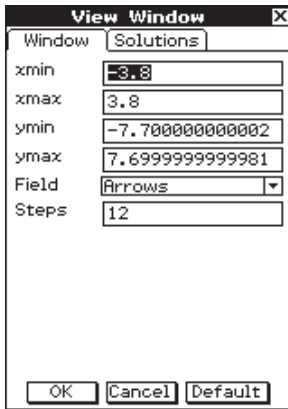 View Window X
Window Solutions
xmin -3.8
xmax 3.8
ymin -7.700000000002
ymax 7.6999999999981
Field Arrows
Steps 12
OK Cancel Default